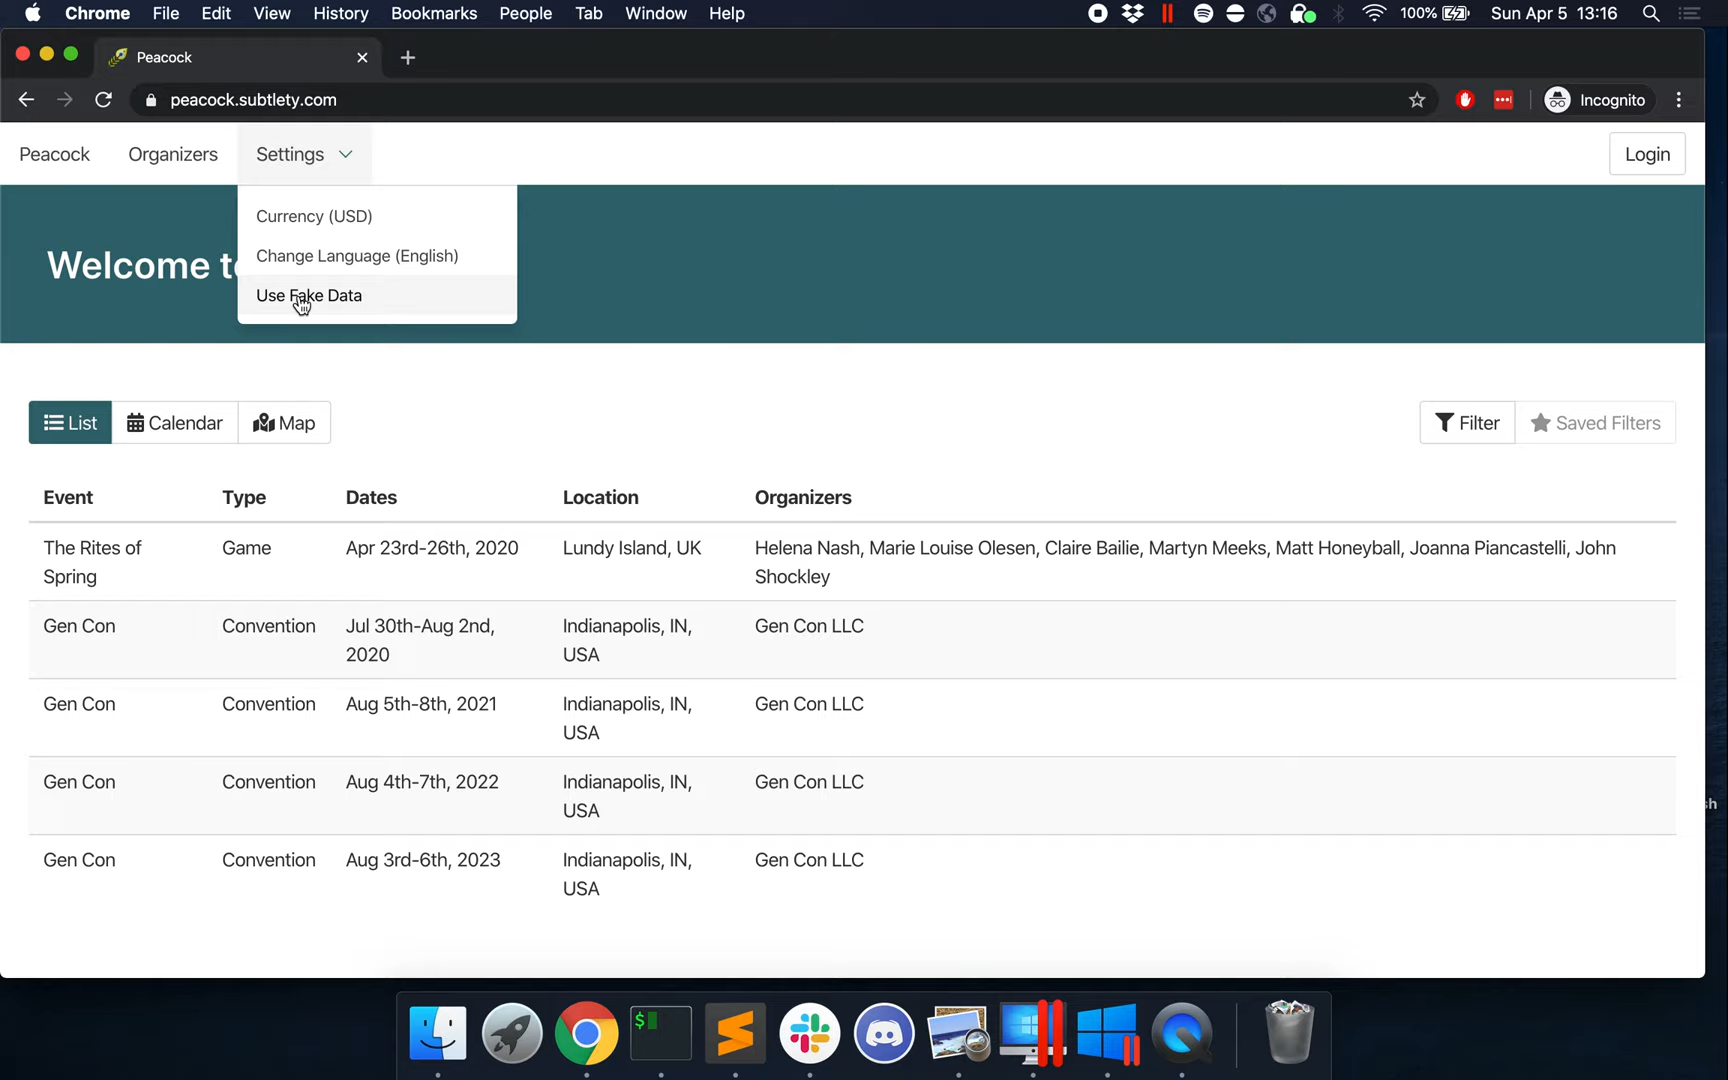 Chrome File Edit View History Bookmarks People Tab Window Help 100% Sun Apr 5 13:16
Peacock
peacock.subtlety.com Incognito
Peacock Organizers Settings Login
Currency (USD)
Change Language (English)
Use Fake Data
Welcome to
List Calendar Map Filter Saved Filters
Event Type Dates Location Organizers
The Rites of Game Apr 23rd-26th, 2020 Lundy Island, UK Helena Nash, Marie Louise Olesen, Claire Bailie, Martyn Meeks, Matt Honeyball, Joanna Piancastelli, John
Spring Shockley
Gen Con Convention Jul 30th-Aug 2nd, Indianapolis, IN, Gen Con LLC
2020 USA
Gen Con Convention Aug 5th-8th, 2021 Indianapolis, IN, Gen Con LLC
USA
Gen Con Convention Aug 4th-7th, 2022 Indianapolis, IN, Gen Con LLC
USA
Gen Con Convention Aug 3rd-6th, 2023 Indianapolis, IN, Gen Con LLC
USA
sh
$